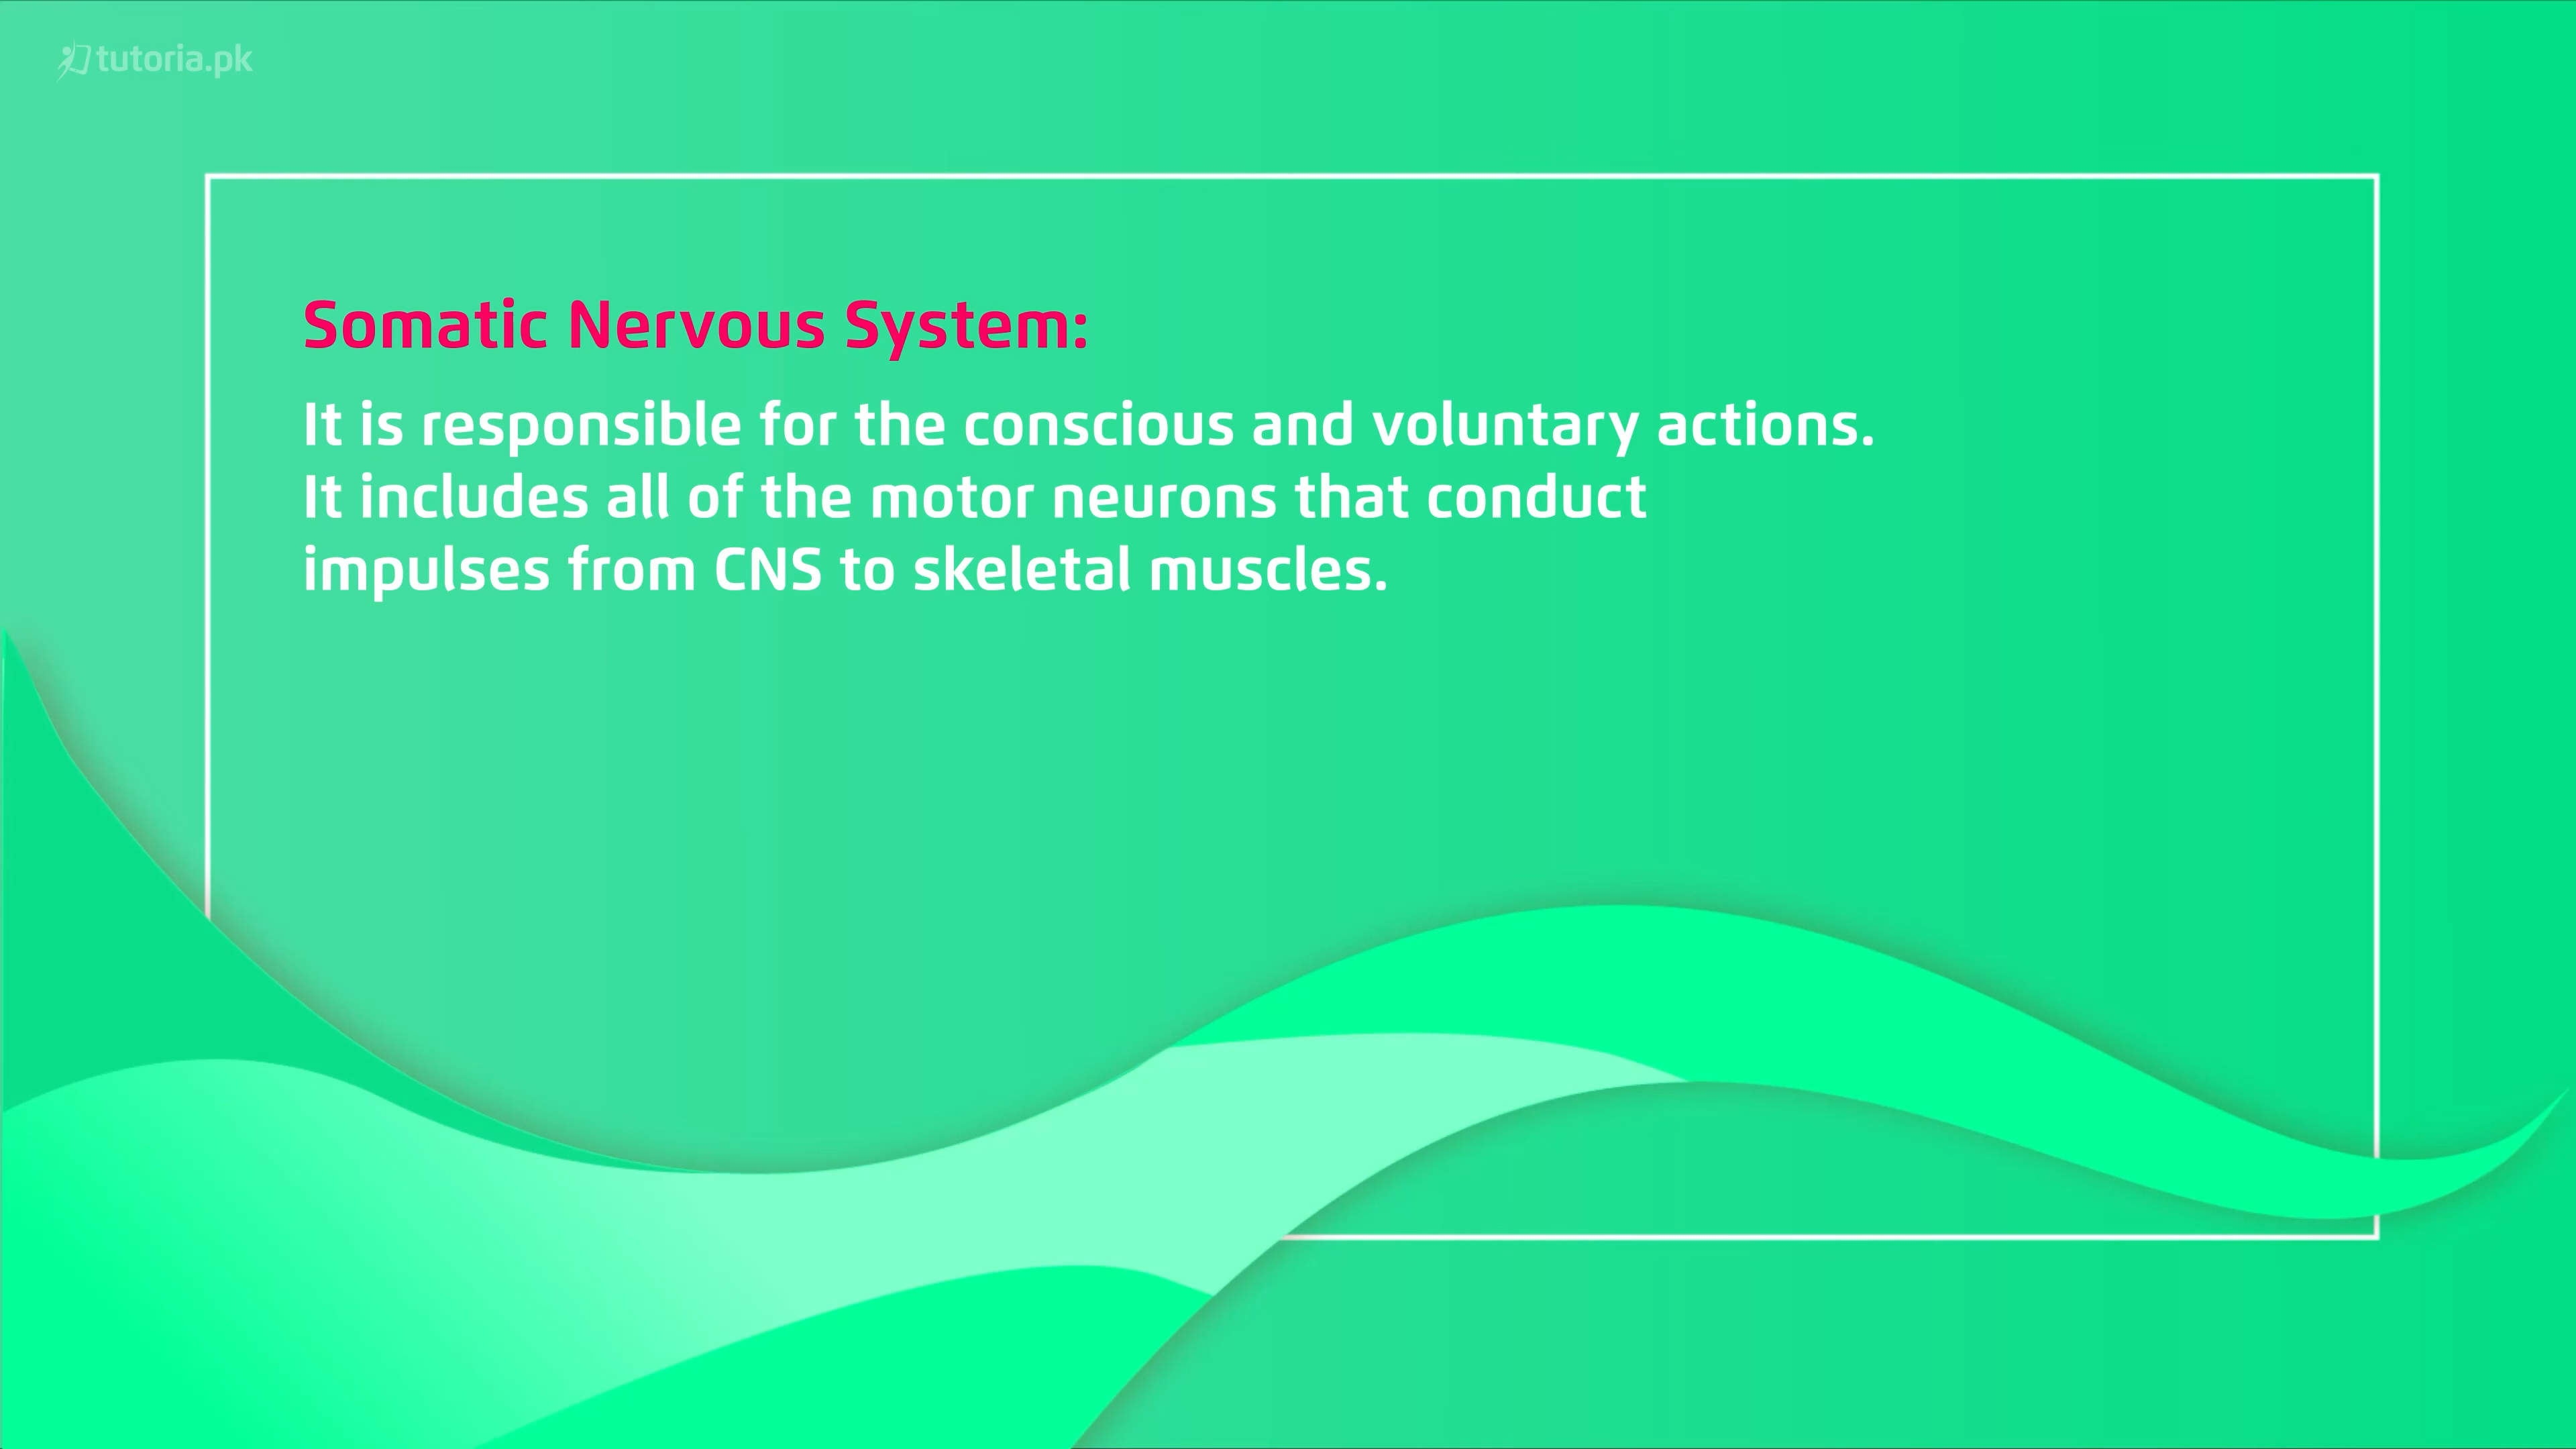 tutoria.pk
Somatic Nervous System:
It is responsible for the conscious and voluntary actions.
It includes all of the motor neurons that conduct
impulses from CNS to skeletal muscles.